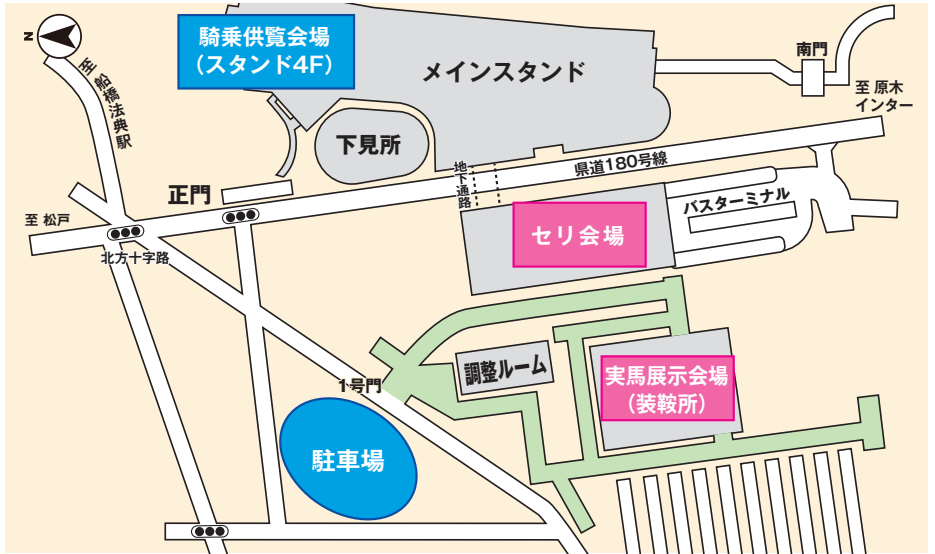 N
至船橋法典駅
騎乗供覧会場
（スタンド4F）
メインスタンド
南門
至 原木
インター
下見所
地下通路
県道180号線
正門
至 松戸
北方十字路
セリ会場
バスターミナル
調整ルーム
実馬展示会場
（装鞍所）
1号門
駐車場